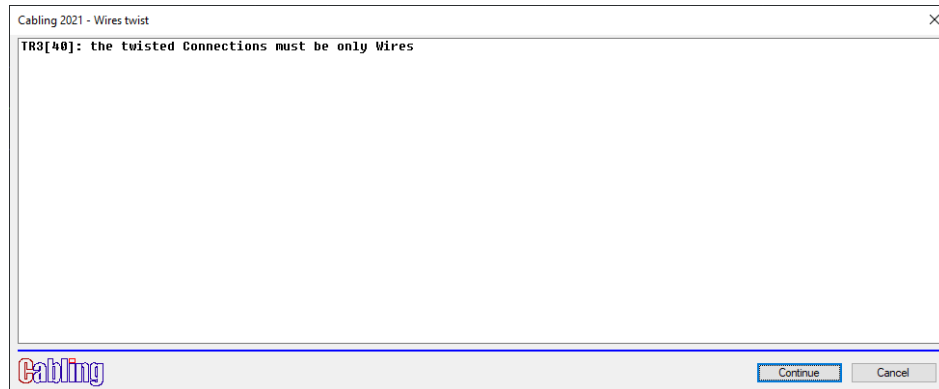 Cabling 2021 - Wires twist
TR3[40]: the twisted Connections must be only Wires
Cabling
Continue
Cancel